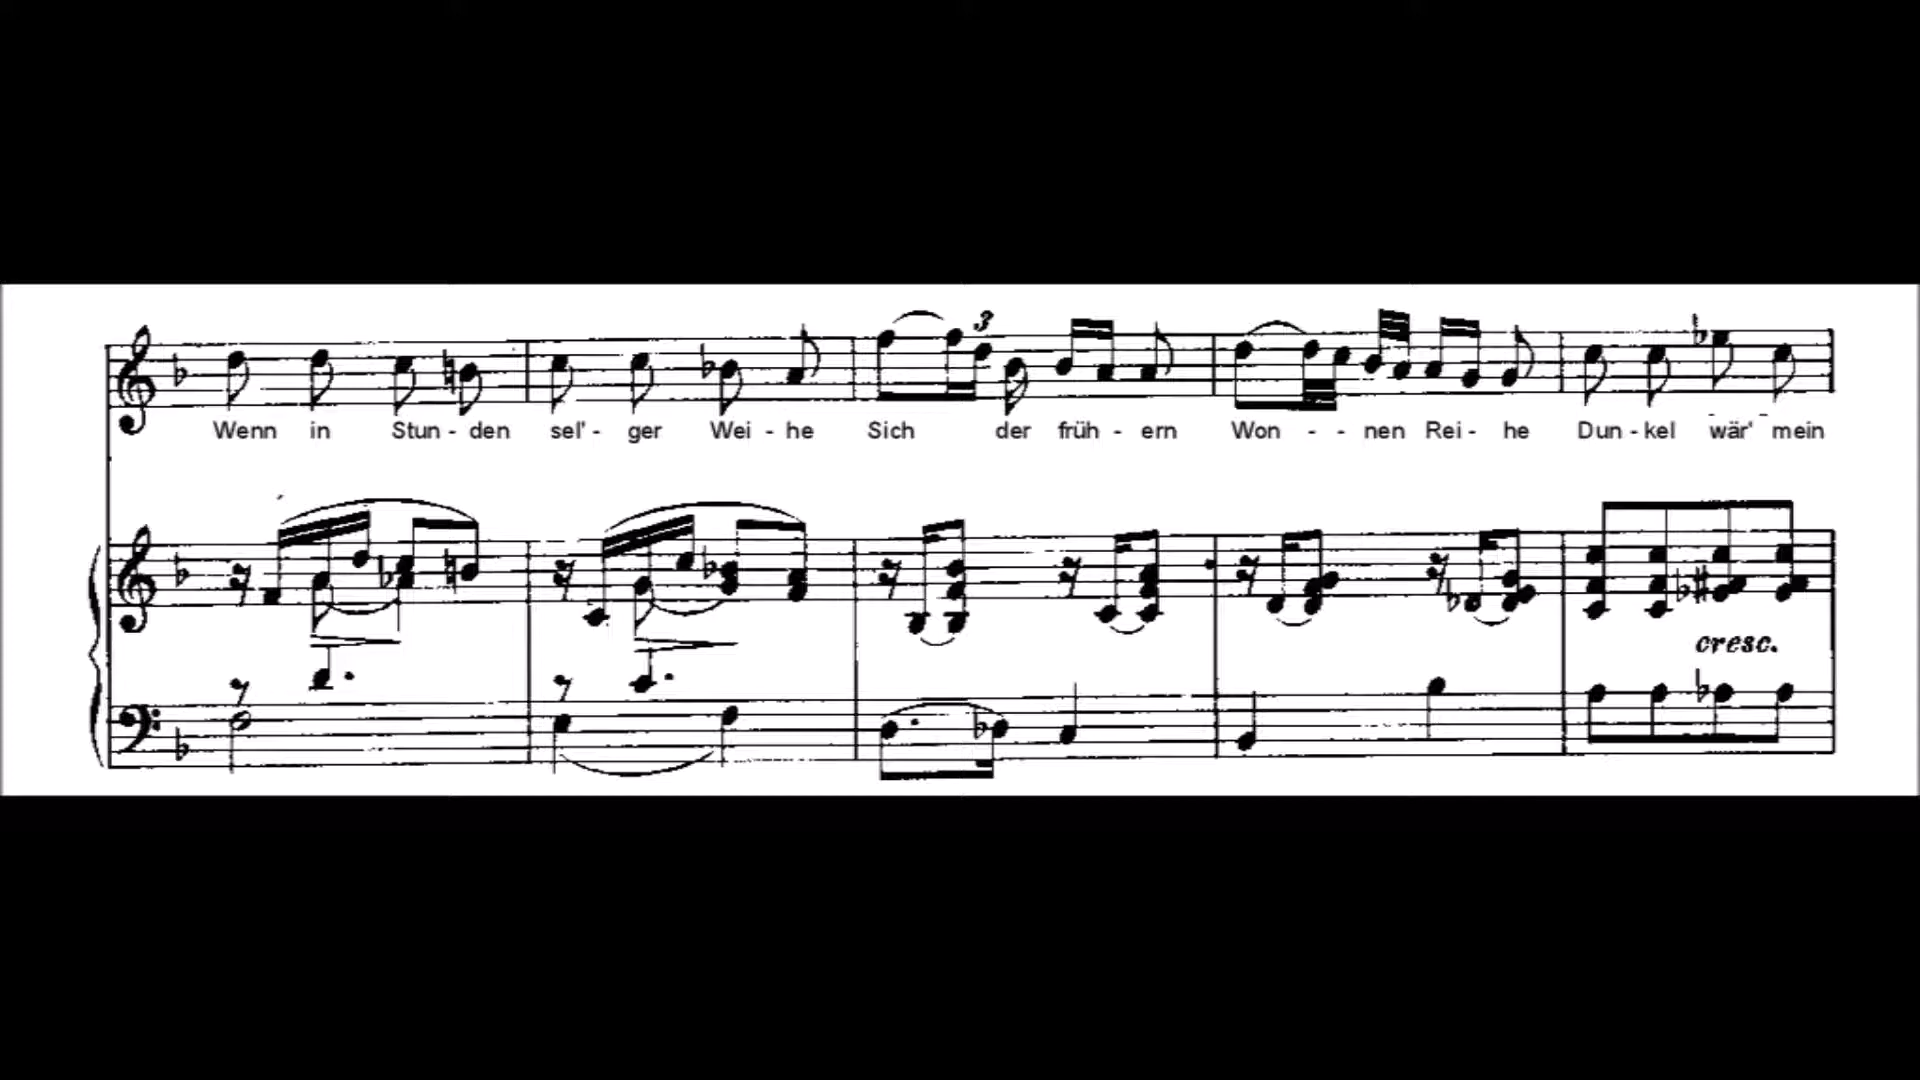 3
Wenn in Stun - den sel' - ger Wei - he Sich der früh - ern Won - - nen Rei - he Dun - kel wär' mein
cresc.